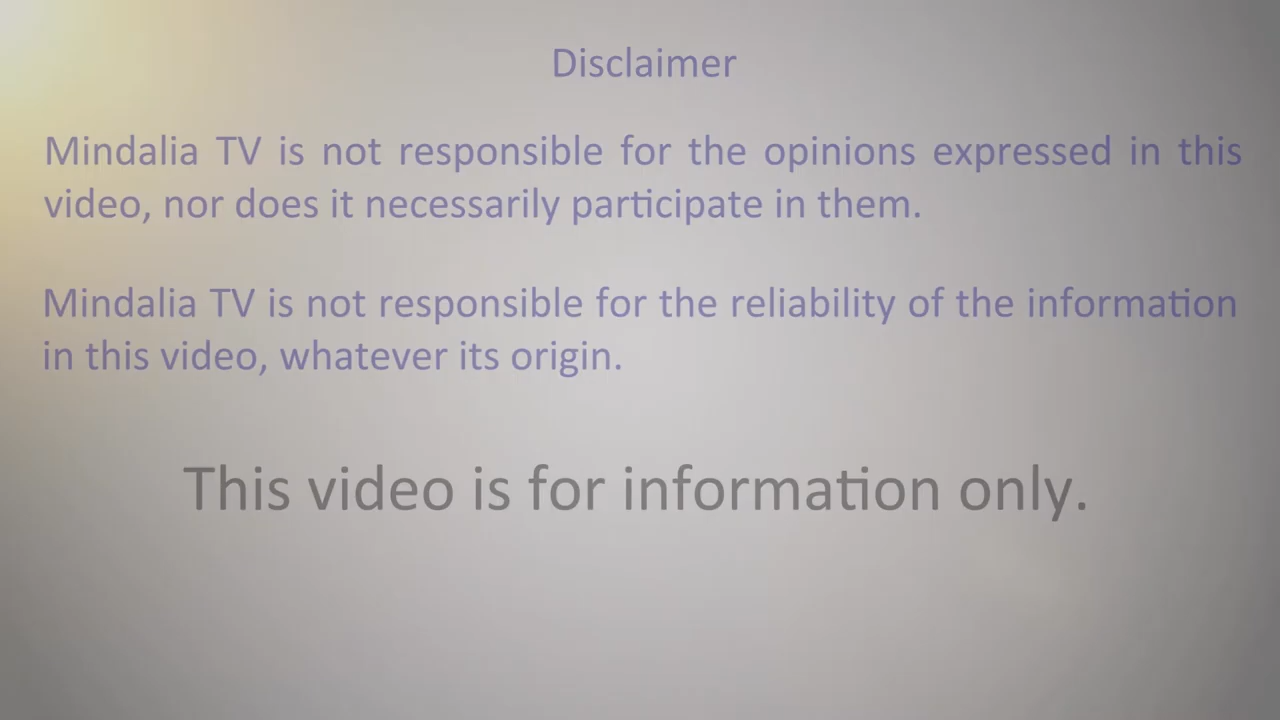 Disclaimer
Mindalia TV is not responsible for the opinions expressed in this
video, nor does it necessarily participate in them.
Mindalia TV is not responsible for the reliability of the information
in this video, whatever its origin.
This video is for information only.